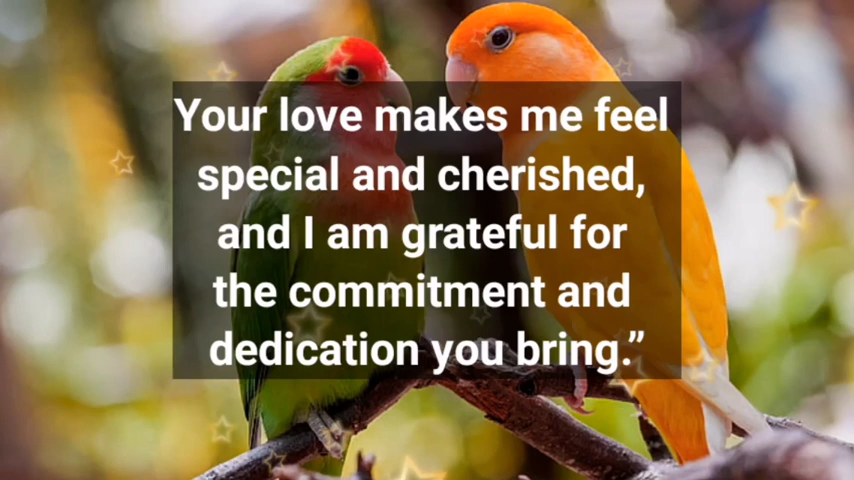 Your love makes me feel
special and cherished,
and I am grateful for
the commitment and
dedication you bring.”